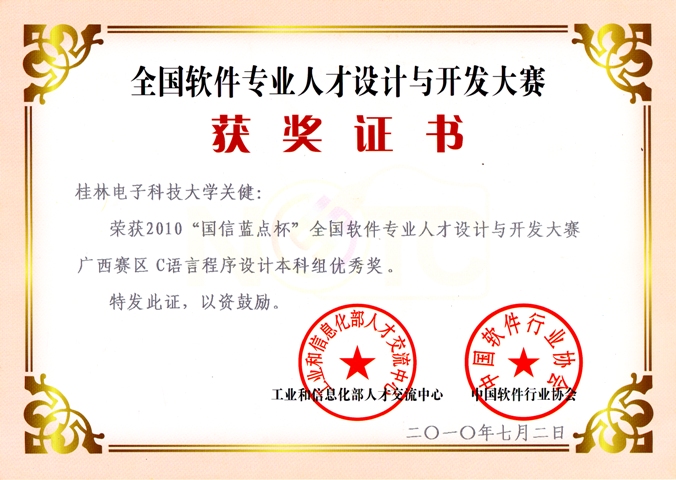 全国软件专业人才设计与开发大赛
获奖证书
桂林电子科技大学关健：
荣获2010“国信蓝点杯”全国软件专业人才设计与开发大赛
广西赛区 C语言程序设计本科组优秀奖。
特发此证，以资鼓励。
工业和信息化部人才交流中心
中国软件行业协会
工业和信息化部人才交流中心 中国软件行业协会
二〇一〇年七月二日